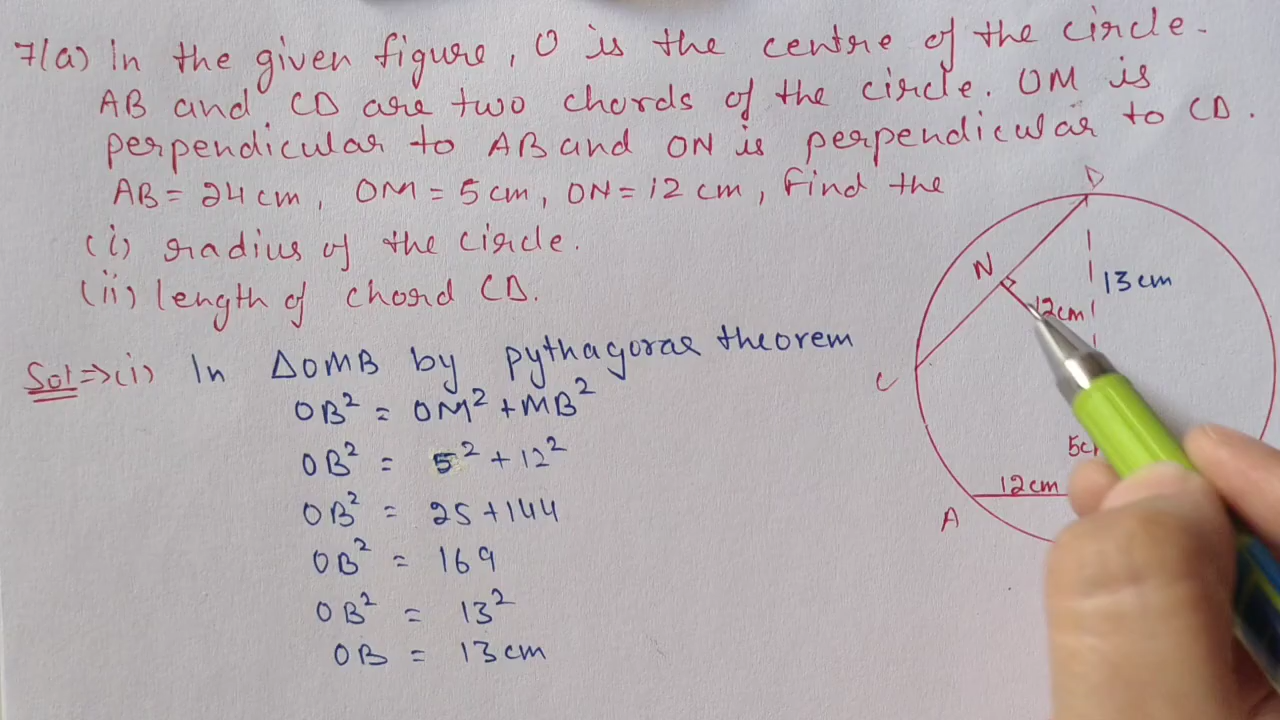 7(a) In the given figure, O is the centre of the circle.
AB and CD are two chords of the circle. OM is
perpendicular to AB and ON is perpendicular to CD.
AB = 24 cm, OM = 5 cm, ON = 12 cm, Find the
(i) radius of the circle.
(ii) length of chord CD.
Sol ⇒ (i) In ΔOMB by pythagoras theorem
OB² = OM² + MB²
OB² = 5² + 12²
OB² = 25 + 144
OB² = 169
OB² = 13²
OB = 13 cm
D
N
13 cm
12cm
C
12cm
A